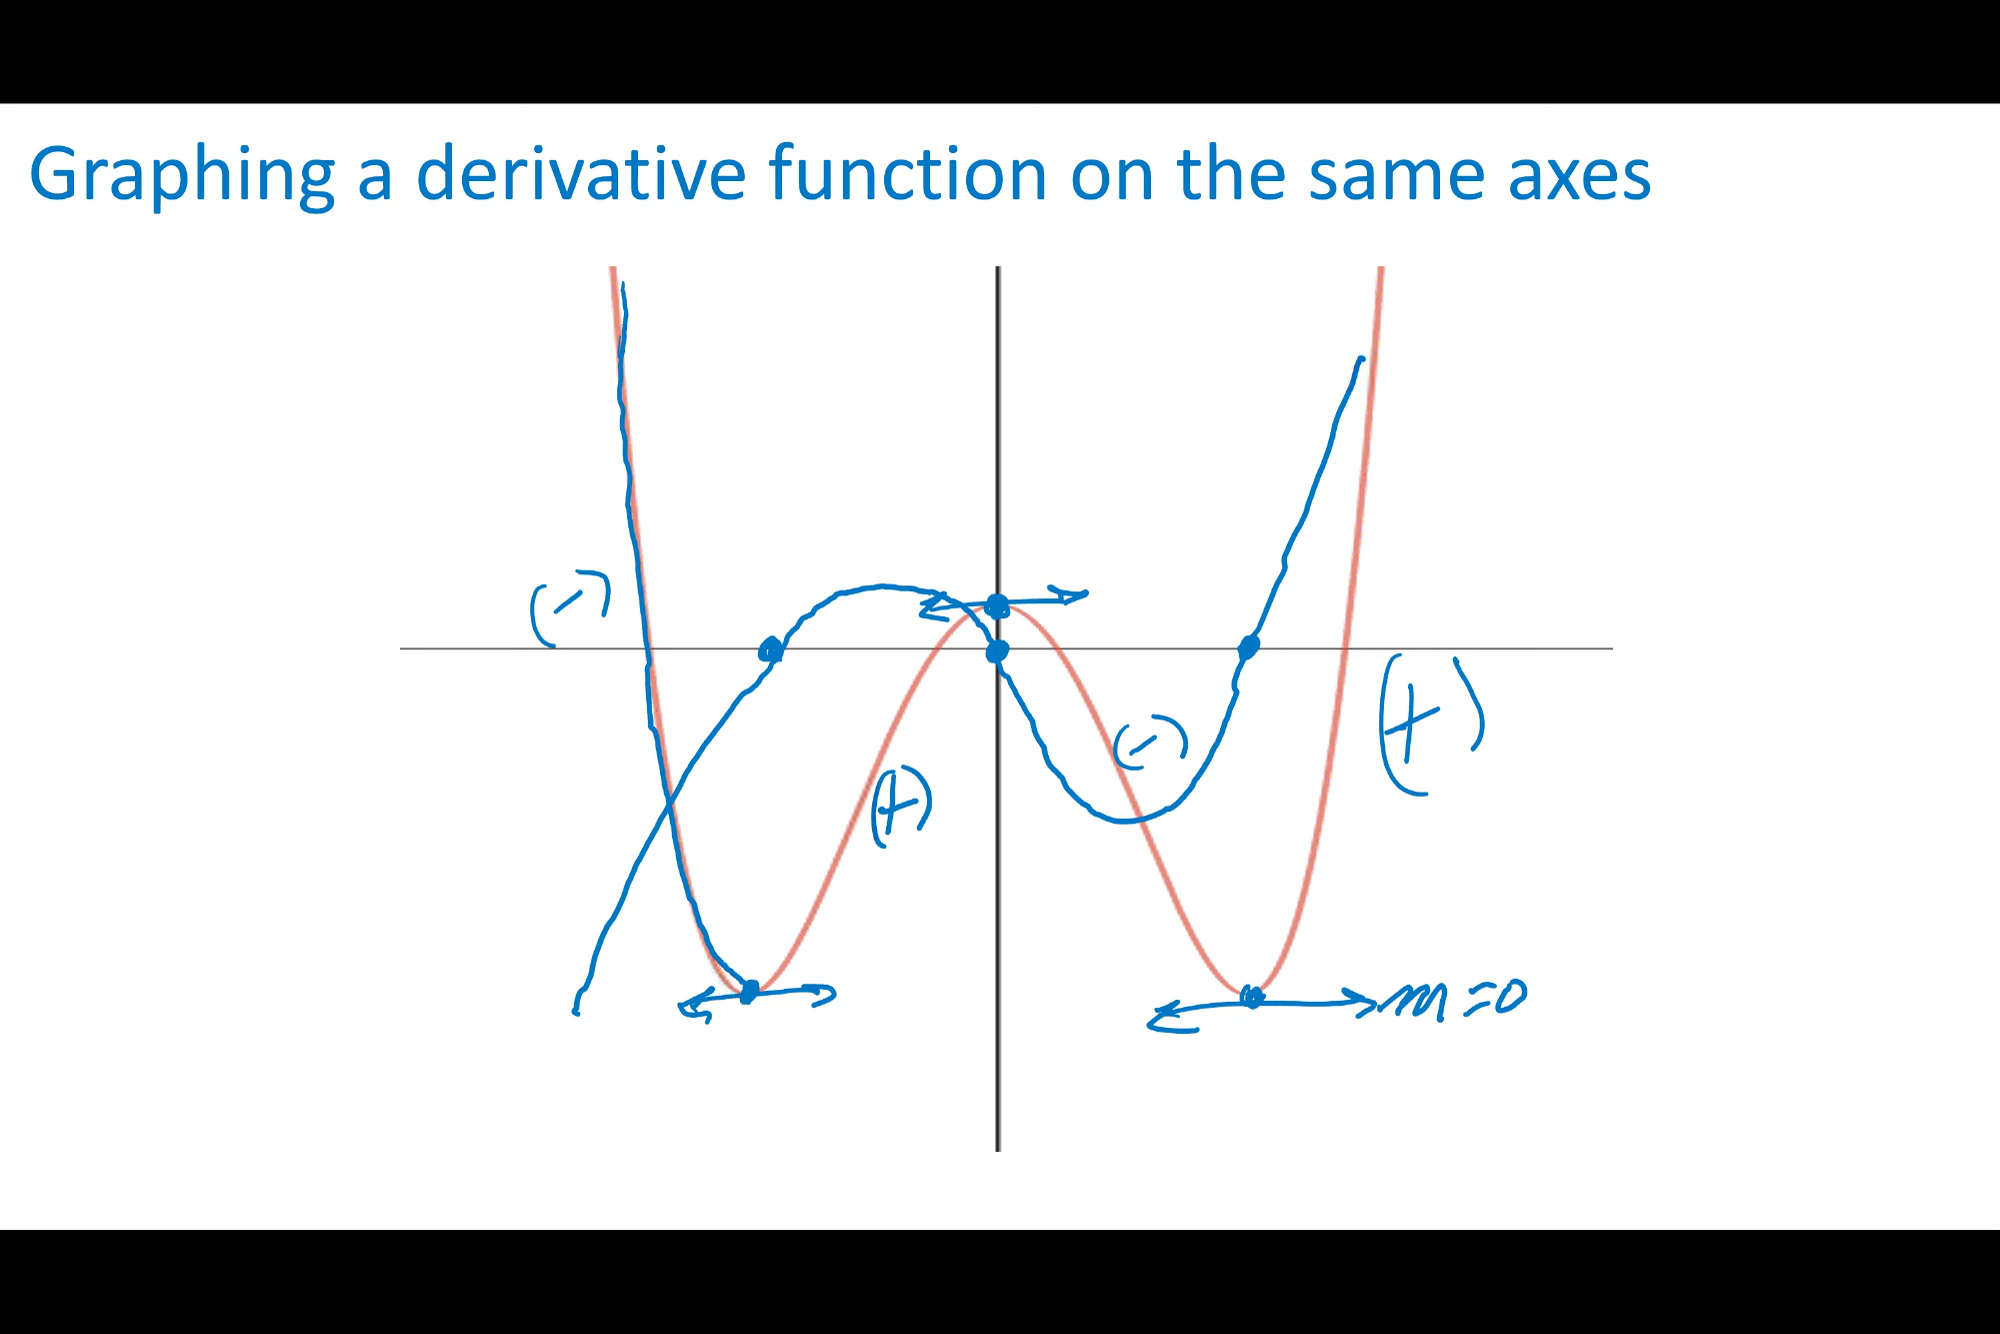 Graphing a derivative function on the same axes
(-)
(-)
(+)
(+)
m=0